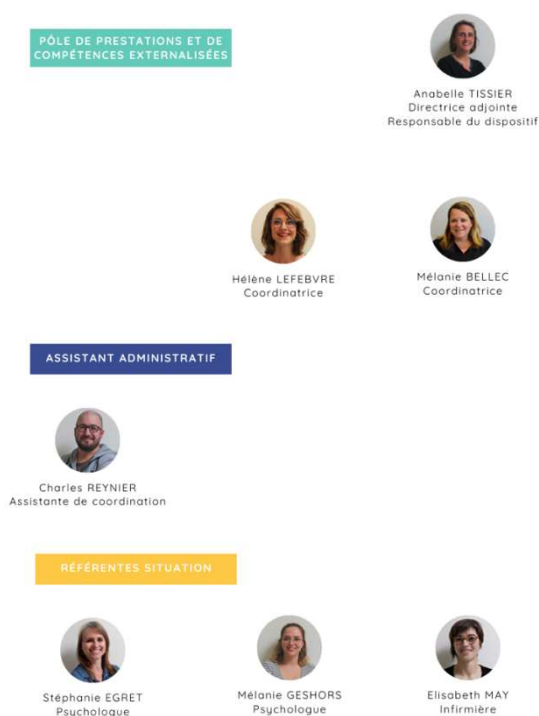 PÔLE DE PRESTATIONS ET DE
COMPÉTENCES EXTERNALISÉES
Anabelle TISSIER
Directrice adjointe
Responsable du dispositif
Hélène LEFEBVRE
Coordinatrice
Mélanie BELLEC
Coordinatrice
ASSISTANT ADMINISTRATIF
Charles REYNIER
Assistante de coordination
RÉFÉRENTES SITUATION
Stéphanie EGRET
Psychologue
Mélanie GESHORS
Psychologue
Elisabeth MAY
Infirmière